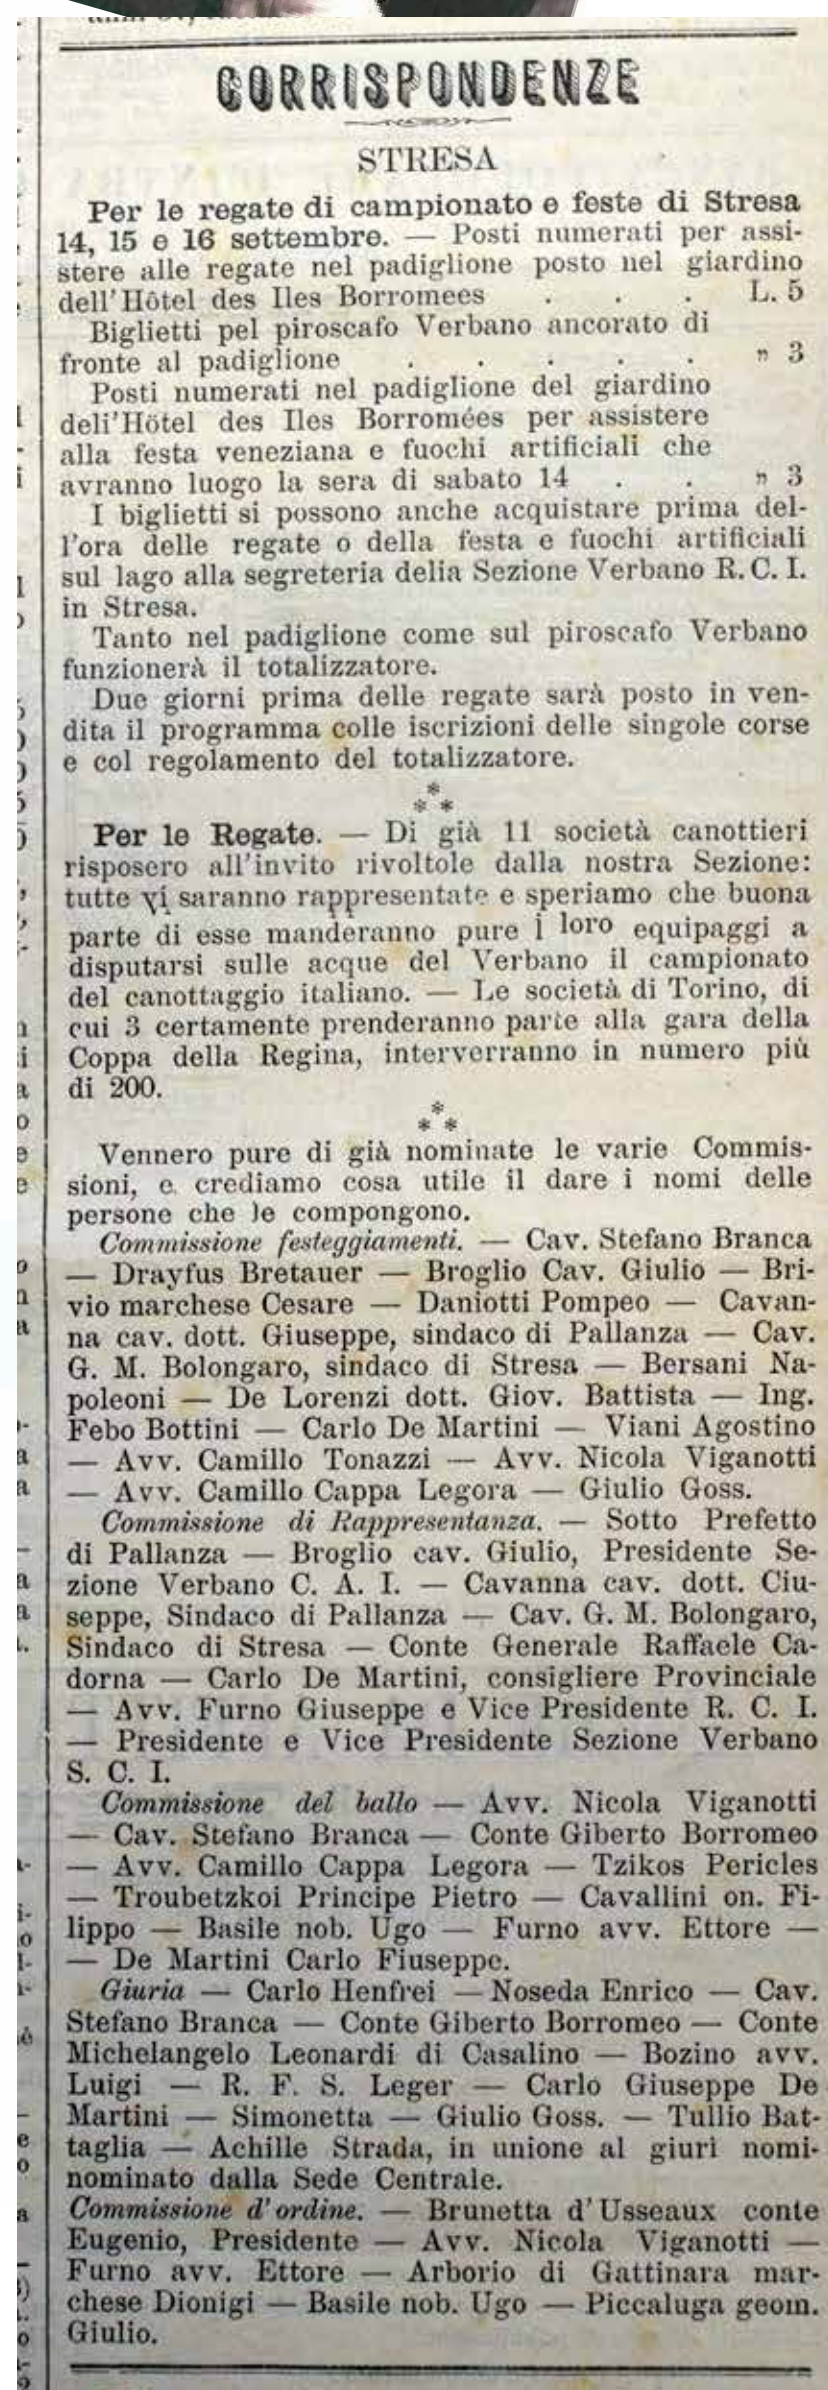 CORRISPONDENZE
STRESA
Per le regate di campionato e feste di Stresa
14, 15 e 16 settembre. — Posti numerati per assi-
stere alle regate nel padiglione posto nel giardino
dell'Hôtel des Iles Borromees . . . L. 5
Biglietti pel piroscafo Verbano ancorato di
fronte al padiglione . . . . . " 3
Posti numerati nel padiglione del giardino
deli'Hôtel des Iles Borromées per assistere
alla festa veneziana e fuochi artificiali che
avranno luogo la sera di sabato 14 . . " 3
I biglietti si possono anche acquistare prima del-
l'ora delle regate o della festa e fuochi artificiali
sul lago alla segreteria delia Sezione Verbano R. C. I.
in Stresa.
Tanto nel padiglione come sul piroscafo Verbano
funzionerà il totalizzatore.
Due giorni prima delle regate sarà posto in ven-
dita il programma colle iscrizioni delle singole corse
e col regolamento del totalizzatore.
*
* *
Per le Regate. — Di già 11 società canottieri
risposero all'invito rivoltole dalla nostra Sezione:
tutte vi saranno rappresentate e speriamo che buona
parte di esse manderanno pure i loro equipaggi a
disputarsi sulle acque del Verbano il campionato
del canottaggio italiano. — Le società di Torino, di
cui 3 certamente prenderanno parte alla gara della
Coppa della Regina, interverranno in numero più
di 200.
*
* *
Vennero pure di già nominate le varie Commis-
sioni, e crediamo cosa utile il dare i nomi delle
persone che le compongono.
Commissione festeggiamenti. — Cav. Stefano Branca
— Drayfus Bretauer — Broglio Cav. Giulio — Bri-
vio marchese Cesare — Daniotti Pompeo — Cavan-
na cav. dott. Giuseppe, sindaco di Pallanza — Cav.
G. M. Bolongaro, sindaco di Stresa — Bersani Na-
poleoni — De Lorenzi dott. Giov. Battista — Ing.
Febo Bottini — Carlo De Martini — Viani Agostino
— Avv. Camillo Tonazzi — Avv. Nicola Viganotti
— Avv. Camillo Cappa Legora — Giulio Goss.
Commissione di Rappresentanza. — Sotto Prefetto
di Pallanza — Broglio cav. Giulio, Presidente Se-
zione Verbano C. A. I. — Cavanna cav. dott. Ciu-
seppe, Sindaco di Pallanza — Cav. G. M. Bolongaro,
Sindaco di Stresa — Conte Generale Raffaele Ca-
dorna — Carlo De Martini, consigliere Provinciale
— Avv. Furno Giuseppe e Vice Presidente R. C. I.
— Presidente e Vice Presidente Sezione Verbano
S. C. I.
Commissione del ballo — Avv. Nicola Viganotti
— Cav. Stefano Branca — Conte Giberto Borromeo
— Avv. Camillo Cappa Legora — Tzikos Pericles
— Troubetzkoi Principe Pietro — Cavallini on. Fi-
lippo — Basile nob. Ugo — Furno avv. Ettore —
— De Martini Carlo Fiuseppe.
Giuria — Carlo Henfrei — Noseda Enrico — Cav.
Stefano Branca — Conte Giberto Borromeo — Conte
Michelangelo Leonardi di Casalino — Bozino avv.
Luigi — R. F. S. Leger — Carlo Giuseppe De
Martini — Simonetta — Giulio Goss. — Tullio Bat-
taglia — Achille Strada, in unione al giuri nomi-
nominato dalla Sede Centrale.
Commissione d'ordine. — Brunetta d'Usseaux conte
Eugenio, Presidente — Avv. Nicola Viganotti —
Furno avv. Ettore — Arborio di Gattinara mar-
chese Dionigi — Basile nob. Ugo — Piccaluga geom.
Giulio.